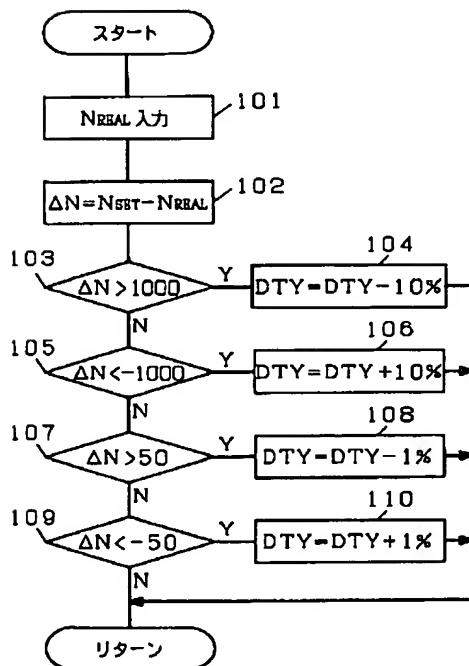 スタート
101
NREAL 入力
102
ΔN=NSET-NREAL
103
ΔN>1000
Y
104
DTY=DTY-10%
N
105
ΔN<-1000
Y
106
DTY=DTY+10%
N
107
ΔN>50
Y
108
DTY=DTY-1%
N
109
ΔN<-50
Y
110
DTY=DTY+1%
N
リターン